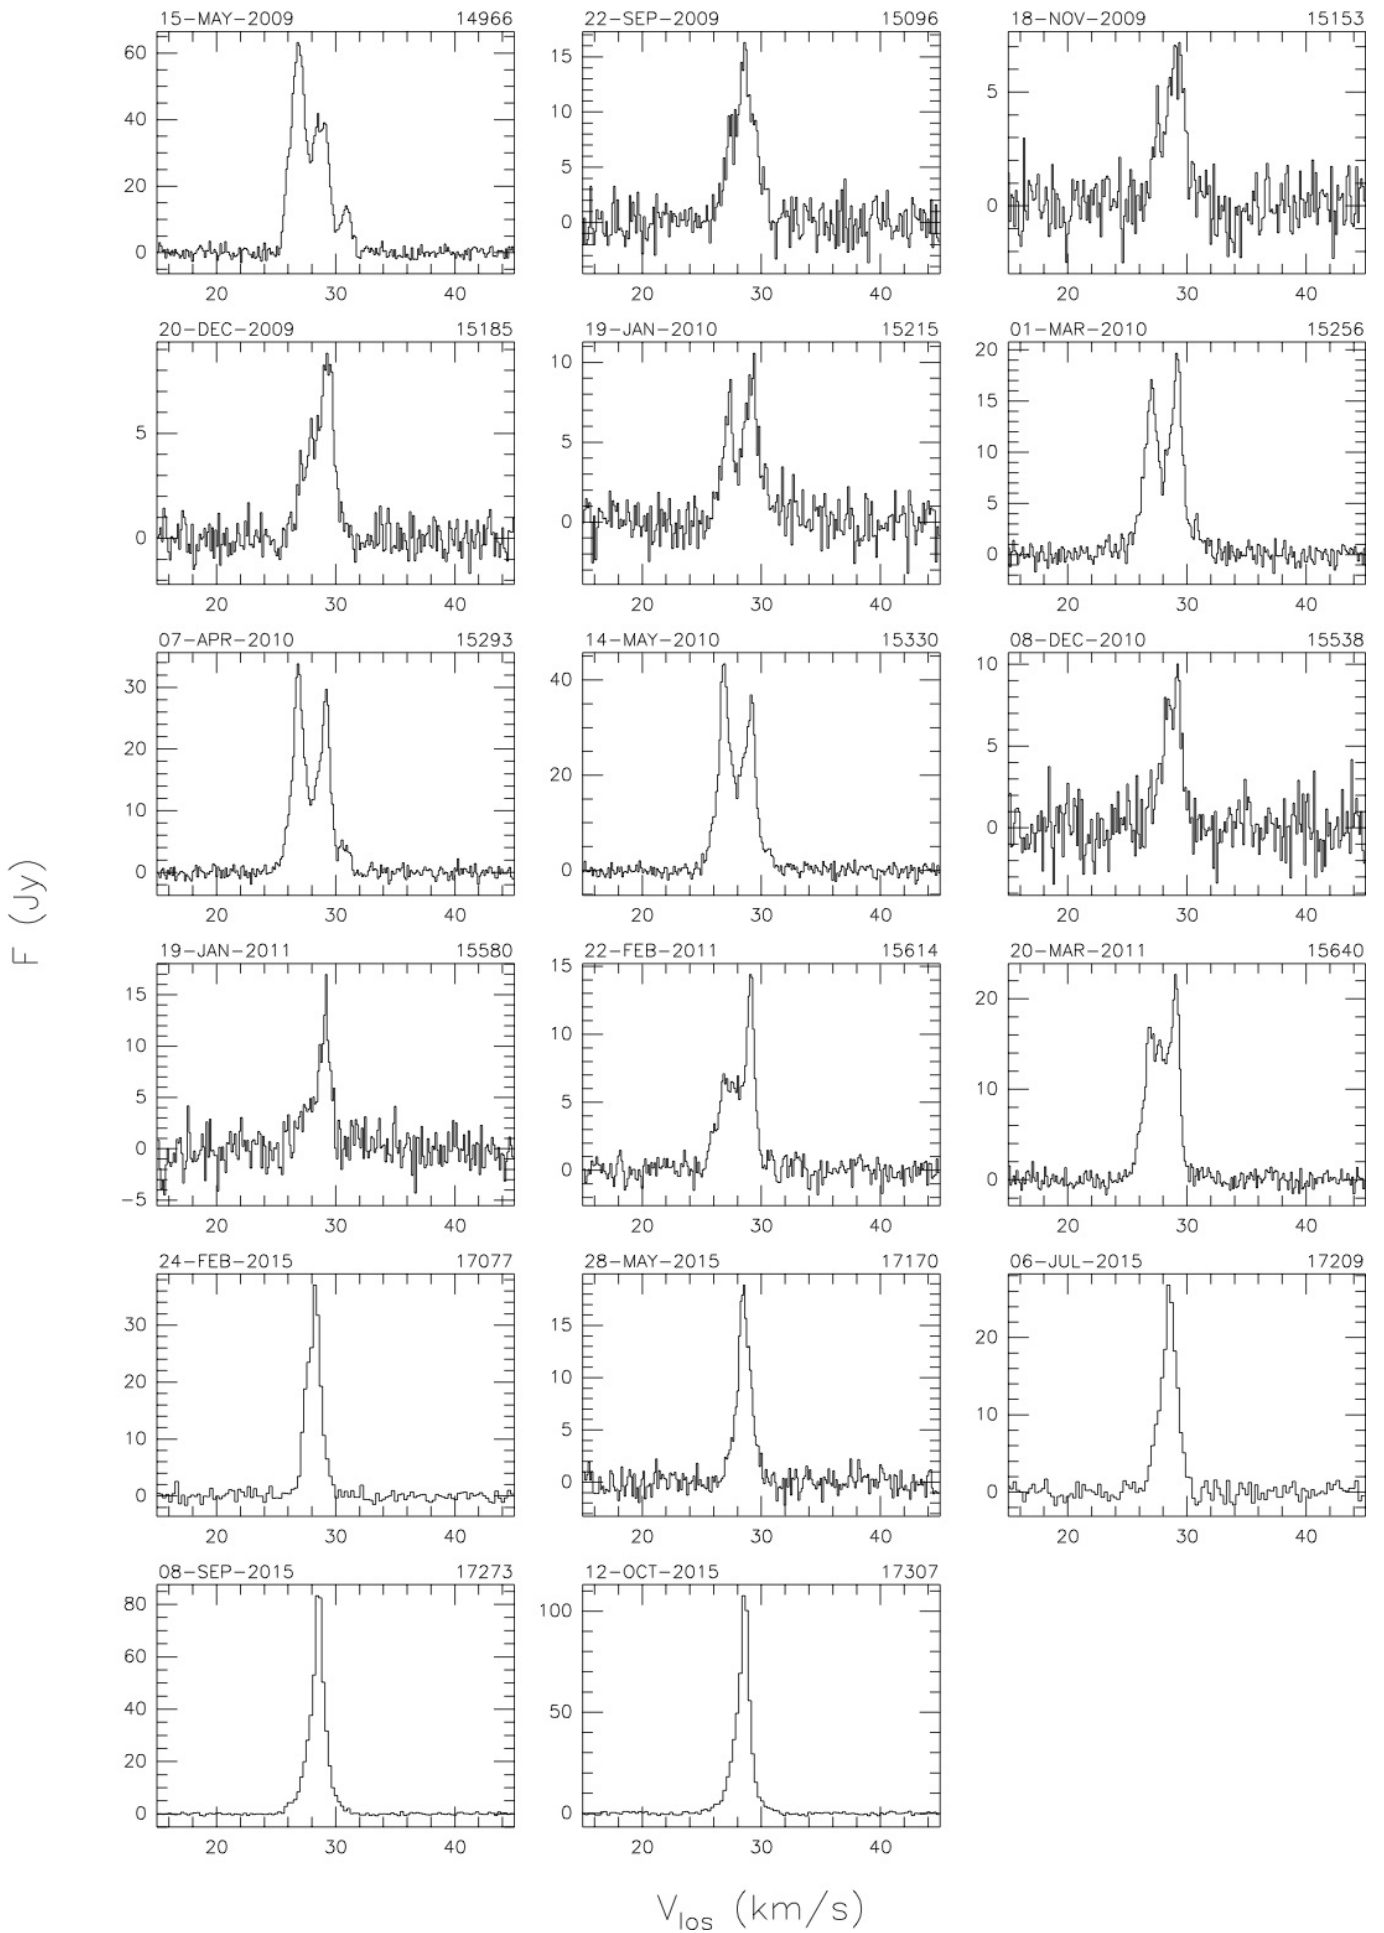 15-MAY-2009 14966 22-SEP-2009 15096 18-NOV-2009 15153
60 15
40 10 5
20 5
0 0 0
20 30 40 20 30 40 20 30 40
20-DEC-2009 15185 19-JAN-2010 15215 01-MAR-2010 15256
10 20
15
5 5 10
5
0 0 0
20 30 40 20 30 40 20 30 40
07-APR-2010 15293 14-MAY-2010 15330 08-DEC-2010 15538
30 40 10
20 20 5
10
0 0 0
20 30 40 20 30 40 20 30 40
F (Jy)
19-JAN-2011 15580 22-FEB-2011 15614 20-MAR-2011 15640
15 15 20
10 10
5 5 10
0 0 0
-5
20 30 40 20 30 40 20 30 40
24-FEB-2015 17077 28-MAY-2015 17170 06-JUL-2015 17209
30 15 20
20 10
10 5 10
0 0 0
20 30 40 20 30 40 20 30 40
08-SEP-2015 17273 12-OCT-2015 17307
80 100
60
40 50
20
0 0
20 30 40 20 30 40
Vlos (km/s)